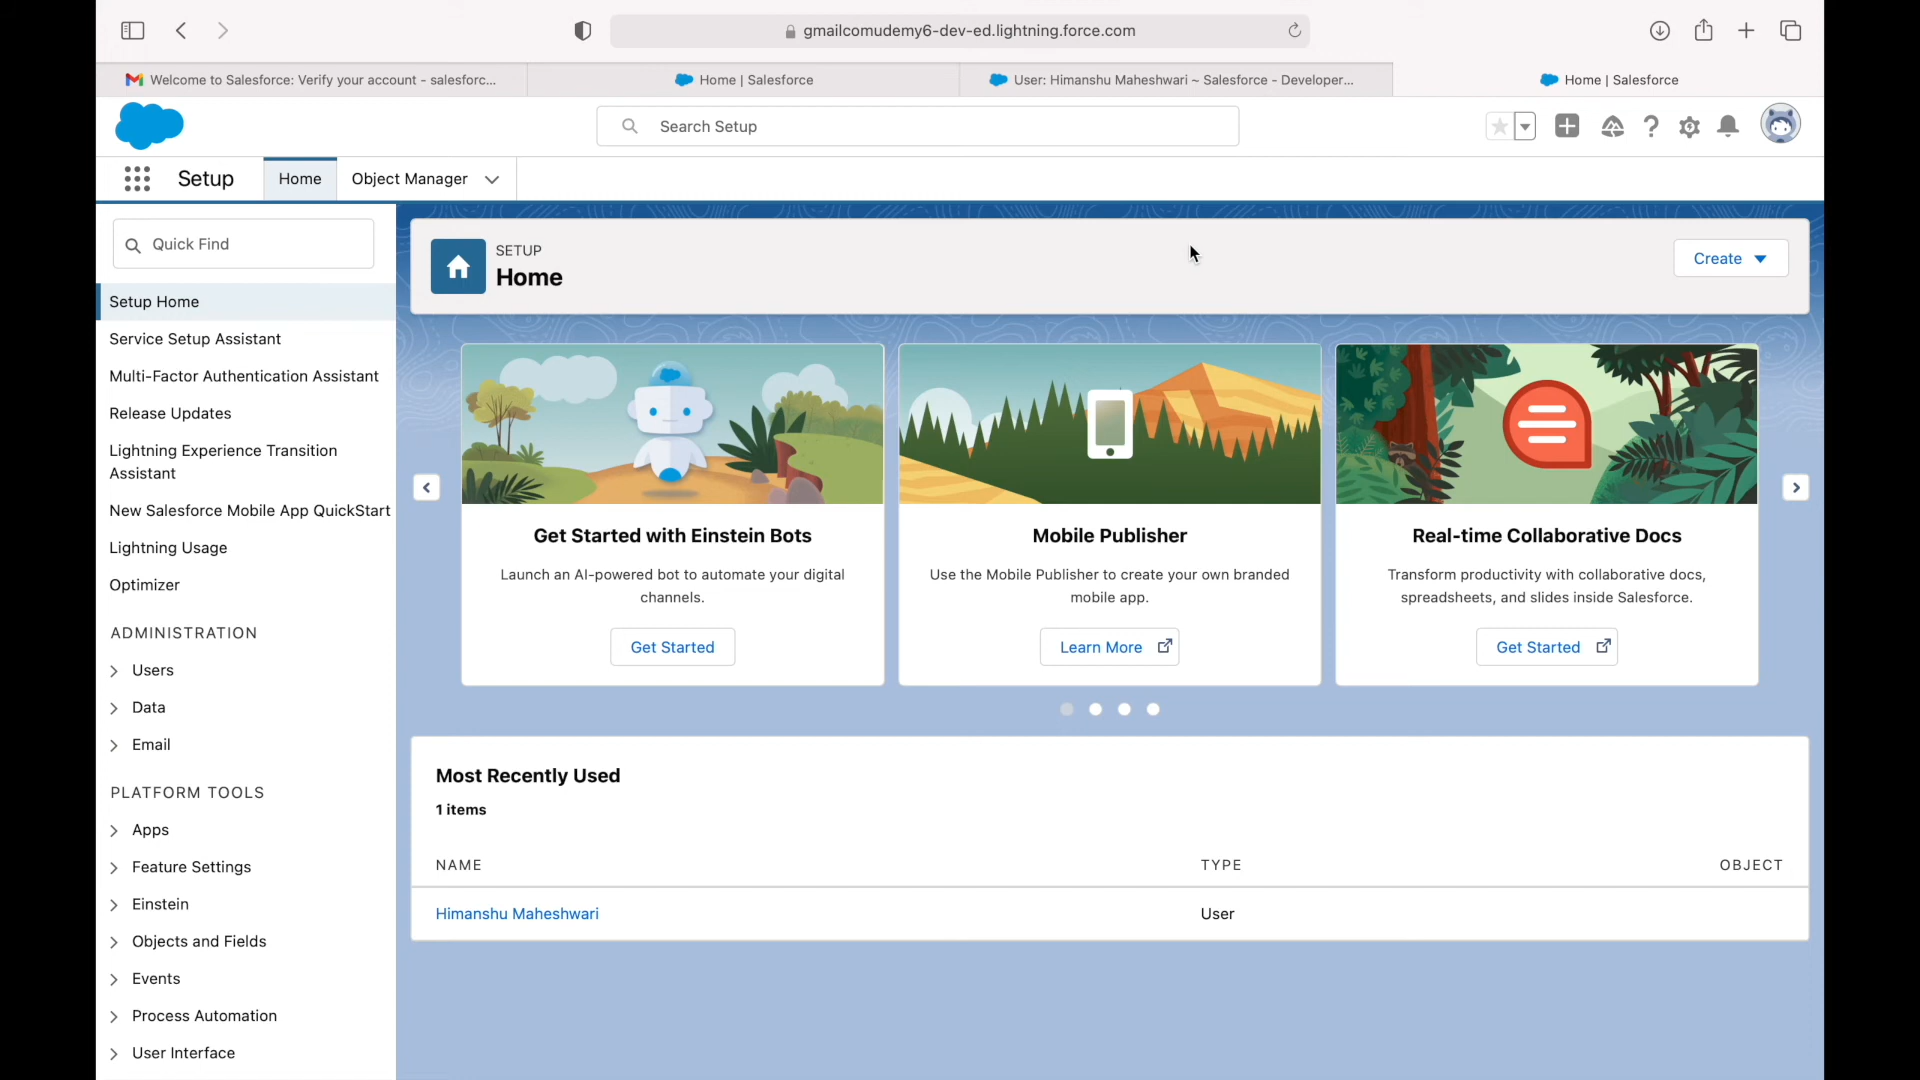 gmailcomudemy6-dev-ed.lightning.force.com
Welcome to Salesforce: Verify your account - salesforc...
Home | Salesforce
User: Himanshu Maheshwari ~ Salesforce - Developer...
Home | Salesforce
Search Setup
Setup
Home
Object Manager
Quick Find
Setup Home
Service Setup Assistant
Multi-Factor Authentication Assistant
Release Updates
Lightning Experience Transition
Assistant
New Salesforce Mobile App QuickStart
Lightning Usage
Optimizer
ADMINISTRATION
Users
Data
Email
PLATFORM TOOLS
Apps
Feature Settings
Einstein
Objects and Fields
Events
Process Automation
User Interface
SETUP
Home
Create
Get Started with Einstein Bots
Launch an AI-powered bot to automate your digital
channels.
Get Started
Mobile Publisher
Use the Mobile Publisher to create your own branded
mobile app.
Learn More
Real-time Collaborative Docs
Transform productivity with collaborative docs,
spreadsheets, and slides inside Salesforce.
Get Started
Most Recently Used
1 items
NAME TYPE OBJECT
Himanshu Maheshwari User